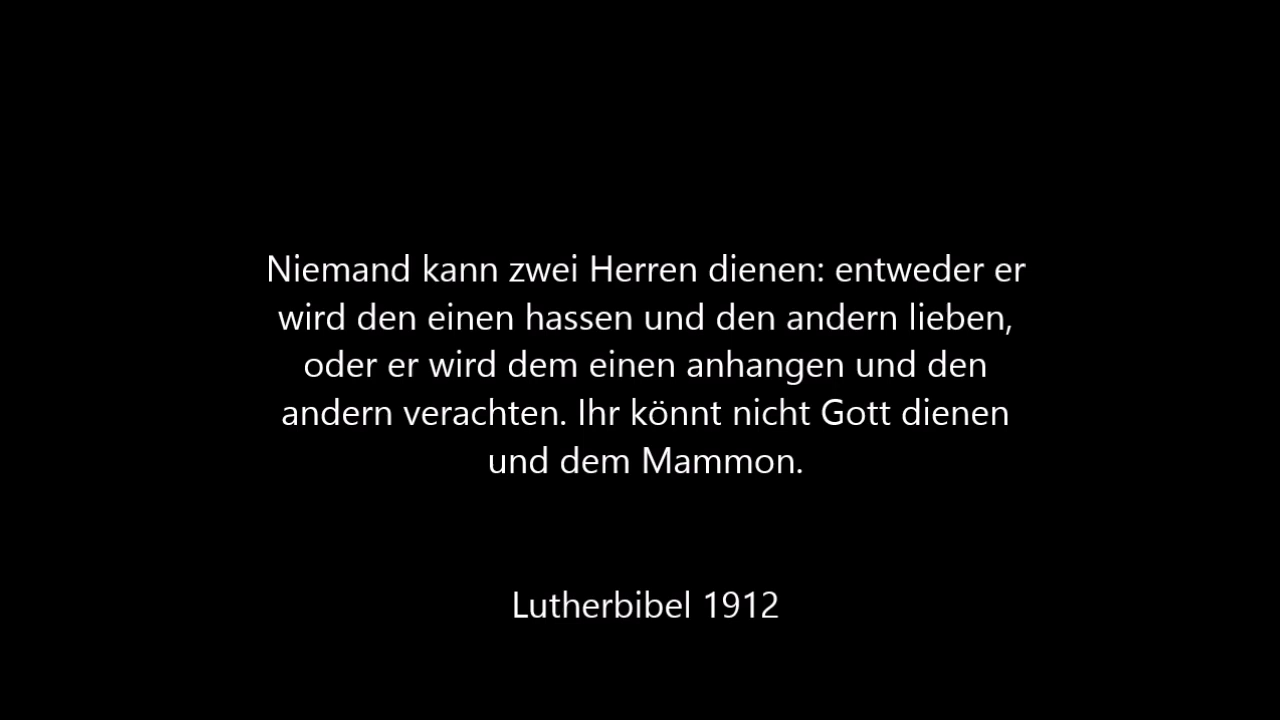 Niemand kann zwei Herren dienen: entweder er
wird den einen hassen und den andern lieben,
oder er wird dem einen anhangen und den
andern verachten. Ihr könnt nicht Gott dienen
und dem Mammon.
Lutherbibel 1912